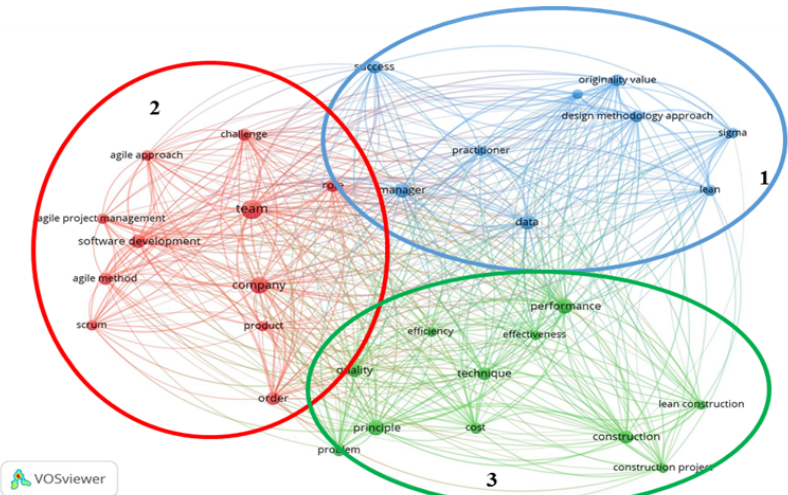 success
originality value
2
design methodology approach
challenge
sigma
practitioner
agile approach
1
role
manager
lean
team
agile project management
data
software development
agile method
company
performance
scrum
product
efficiency
effectiveness
quality
technique
order
lean construction
principle
cost
construction
problem
construction project
3
VOSviewer